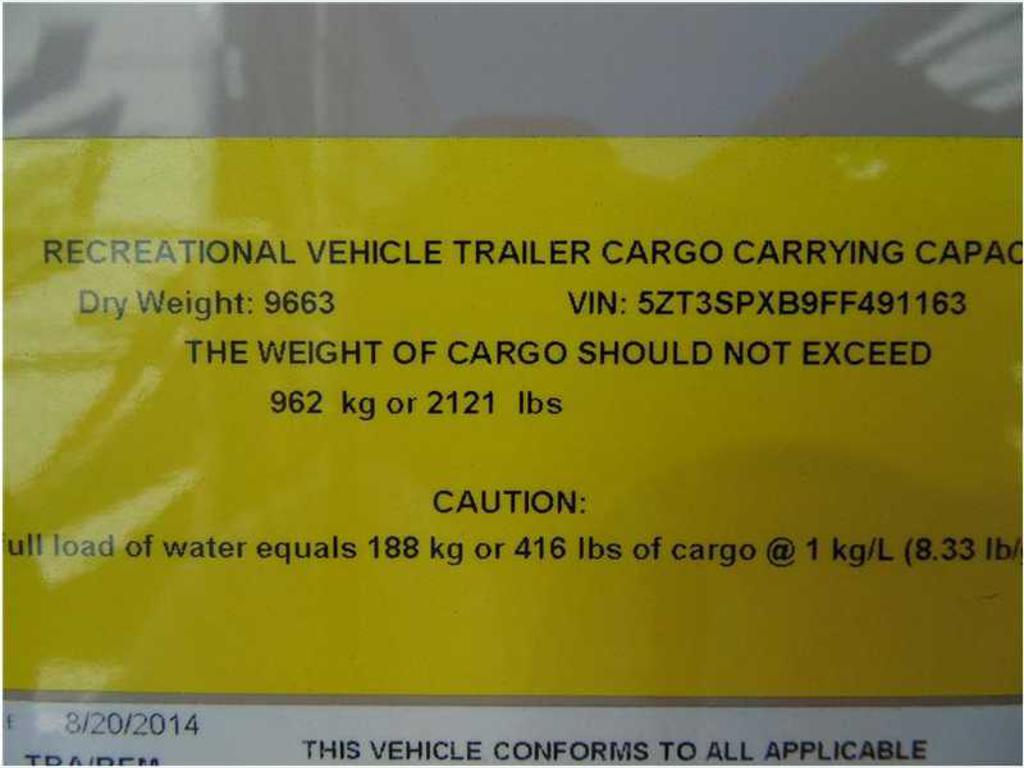 RECREATIONAL VEHICLE TRAILER CARGO CARRYING CAPAC
Dry Weight: 9663 VIN: 5ZT3SPXB9FF491163
THE WEIGHT OF CARGO SHOULD NOT EXCEED
962 kg or 2121 lbs
CAUTION:
ull load of water equals 188 kg or 416 lbs of cargo @ 1 kg/L (8.33 lb/
8/20/2014
THIS VEHICLE CONFORMS TO ALL APPLICABLE